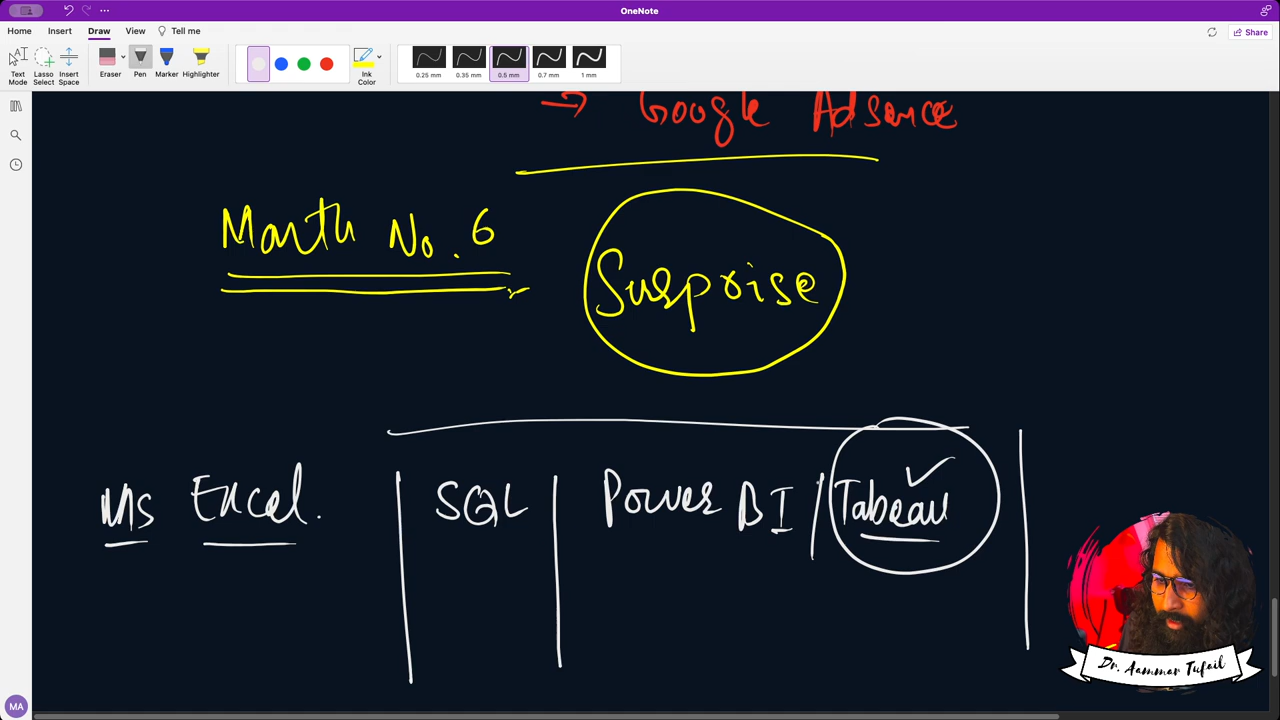 OneNote
Home Insert Draw View Tell me
Share
Text Mode
Lasso Select
Insert Space
Eraser
Pen
Marker
Highlighter
Ink Color
0.25 mm
0.35 mm
0.5 mm
0.7 mm
1 mm
→ Google Adsence
Month No. 6
Surprise
Ms Excel. | SQL | Power BI / Tabeau
Dr. Aammar Tufail
MA